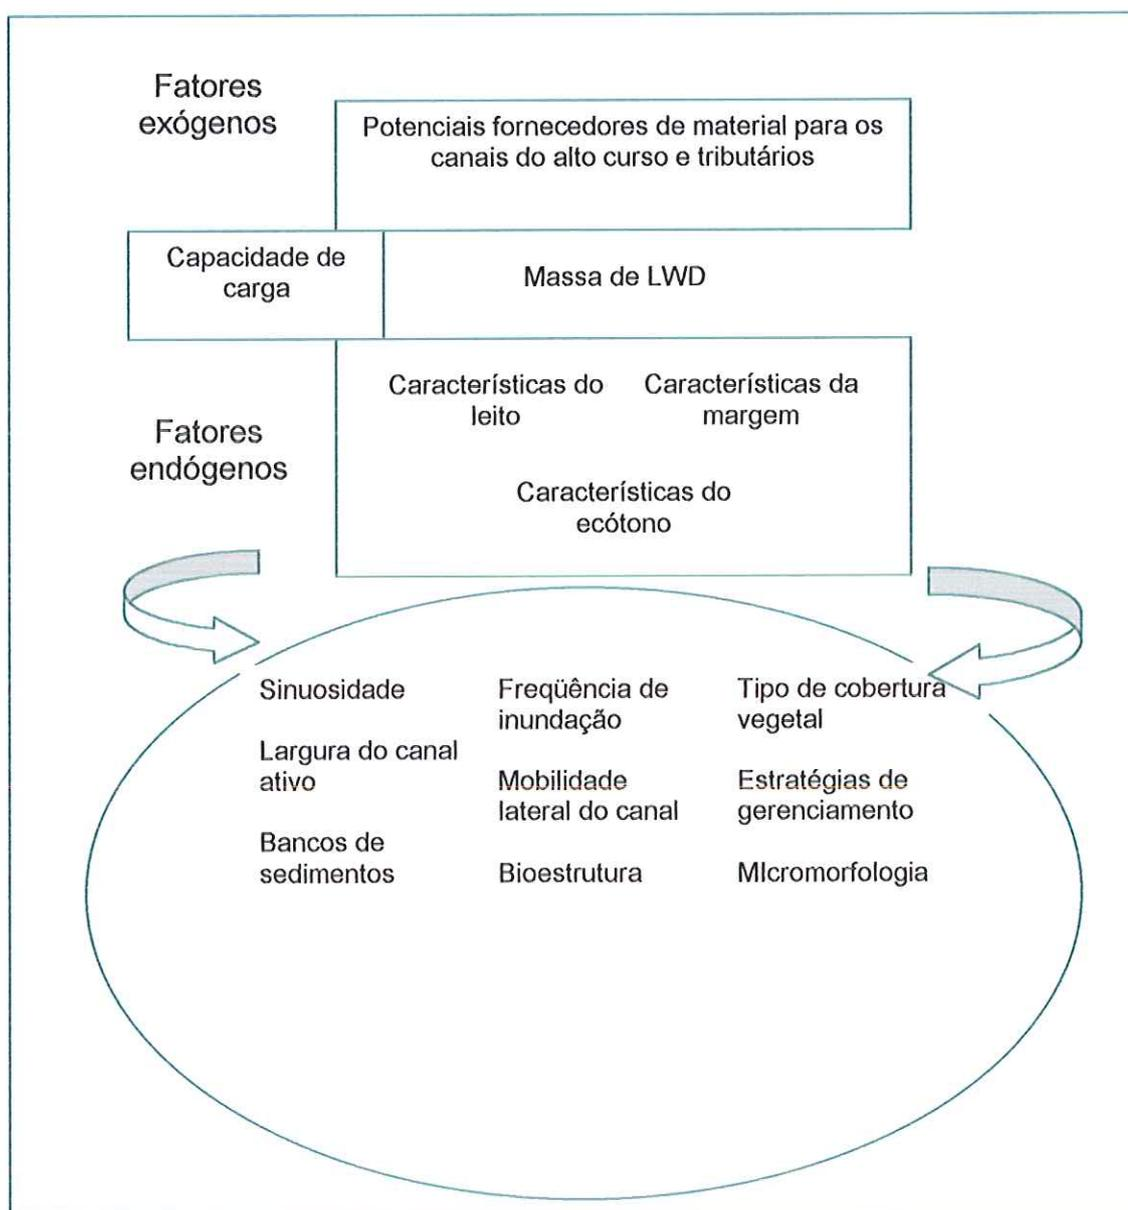 Fatores
exógenos
Potenciais fornecedores de material para os
canais do alto curso e tributários
Capacidade de
carga
Massa de LWD
Características do
leito
Características da
margem
Fatores
endógenos
Características do
ecótono
Sinuosidade
Largura do canal
ativo
Bancos de
sedimentos
Freqüência de
inundação
Mobilidade
lateral do canal
Bioestrutura
Tipo de cobertura
vegetal
Estratégias de
gerenciamento
MIcromorfologia